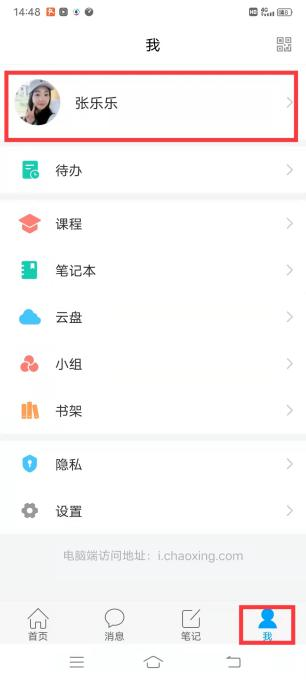 14:48
我
张乐乐
待办
课程
笔记本
云盘
小组
书架
隐私
设置
电脑端访问地址：i.chaoxing.com
首页
消息
笔记
我